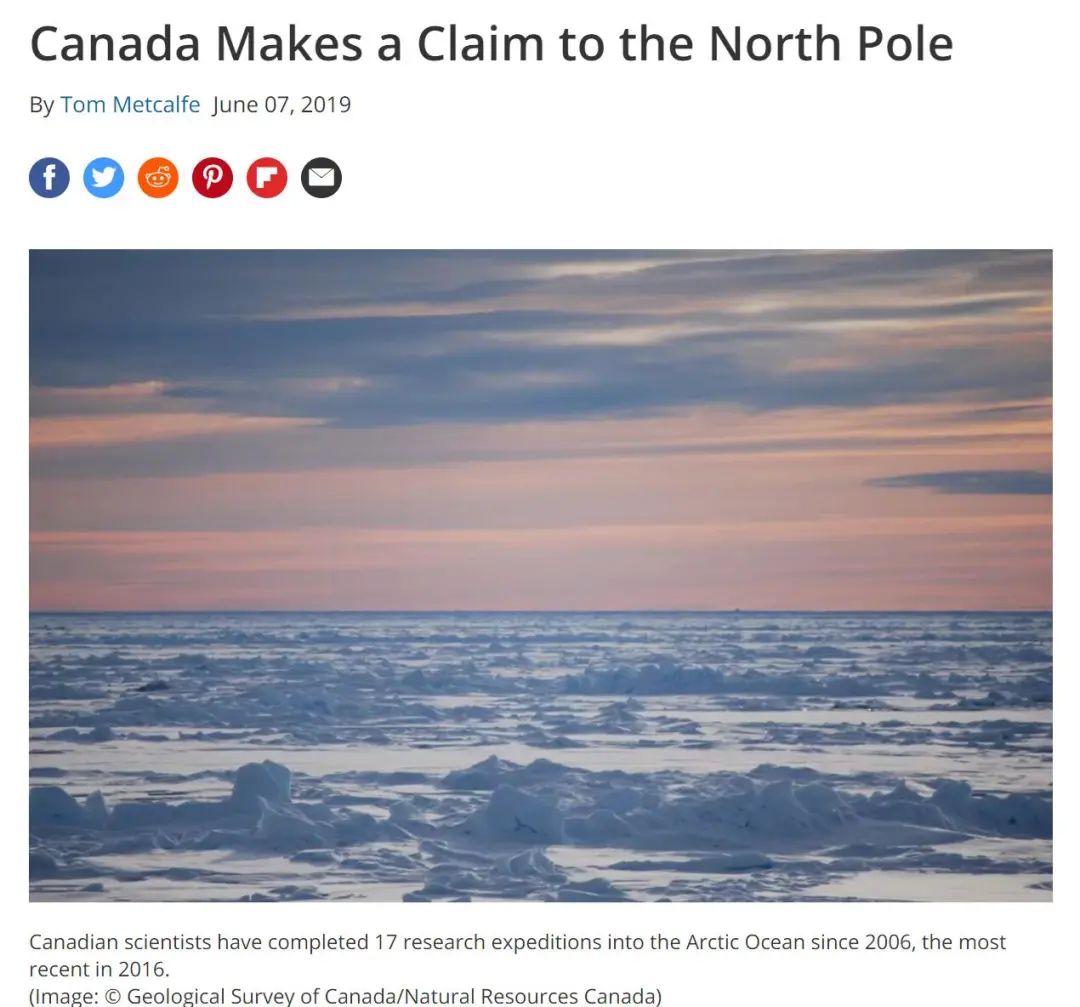 Canada Makes a Claim to the North Pole
By Tom Metcalfe June 07, 2019
Canadian scientists have completed 17 research expeditions into the Arctic Ocean since 2006, the most
recent in 2016.
(Image: © Geological Survey of Canada/Natural Resources Canada)